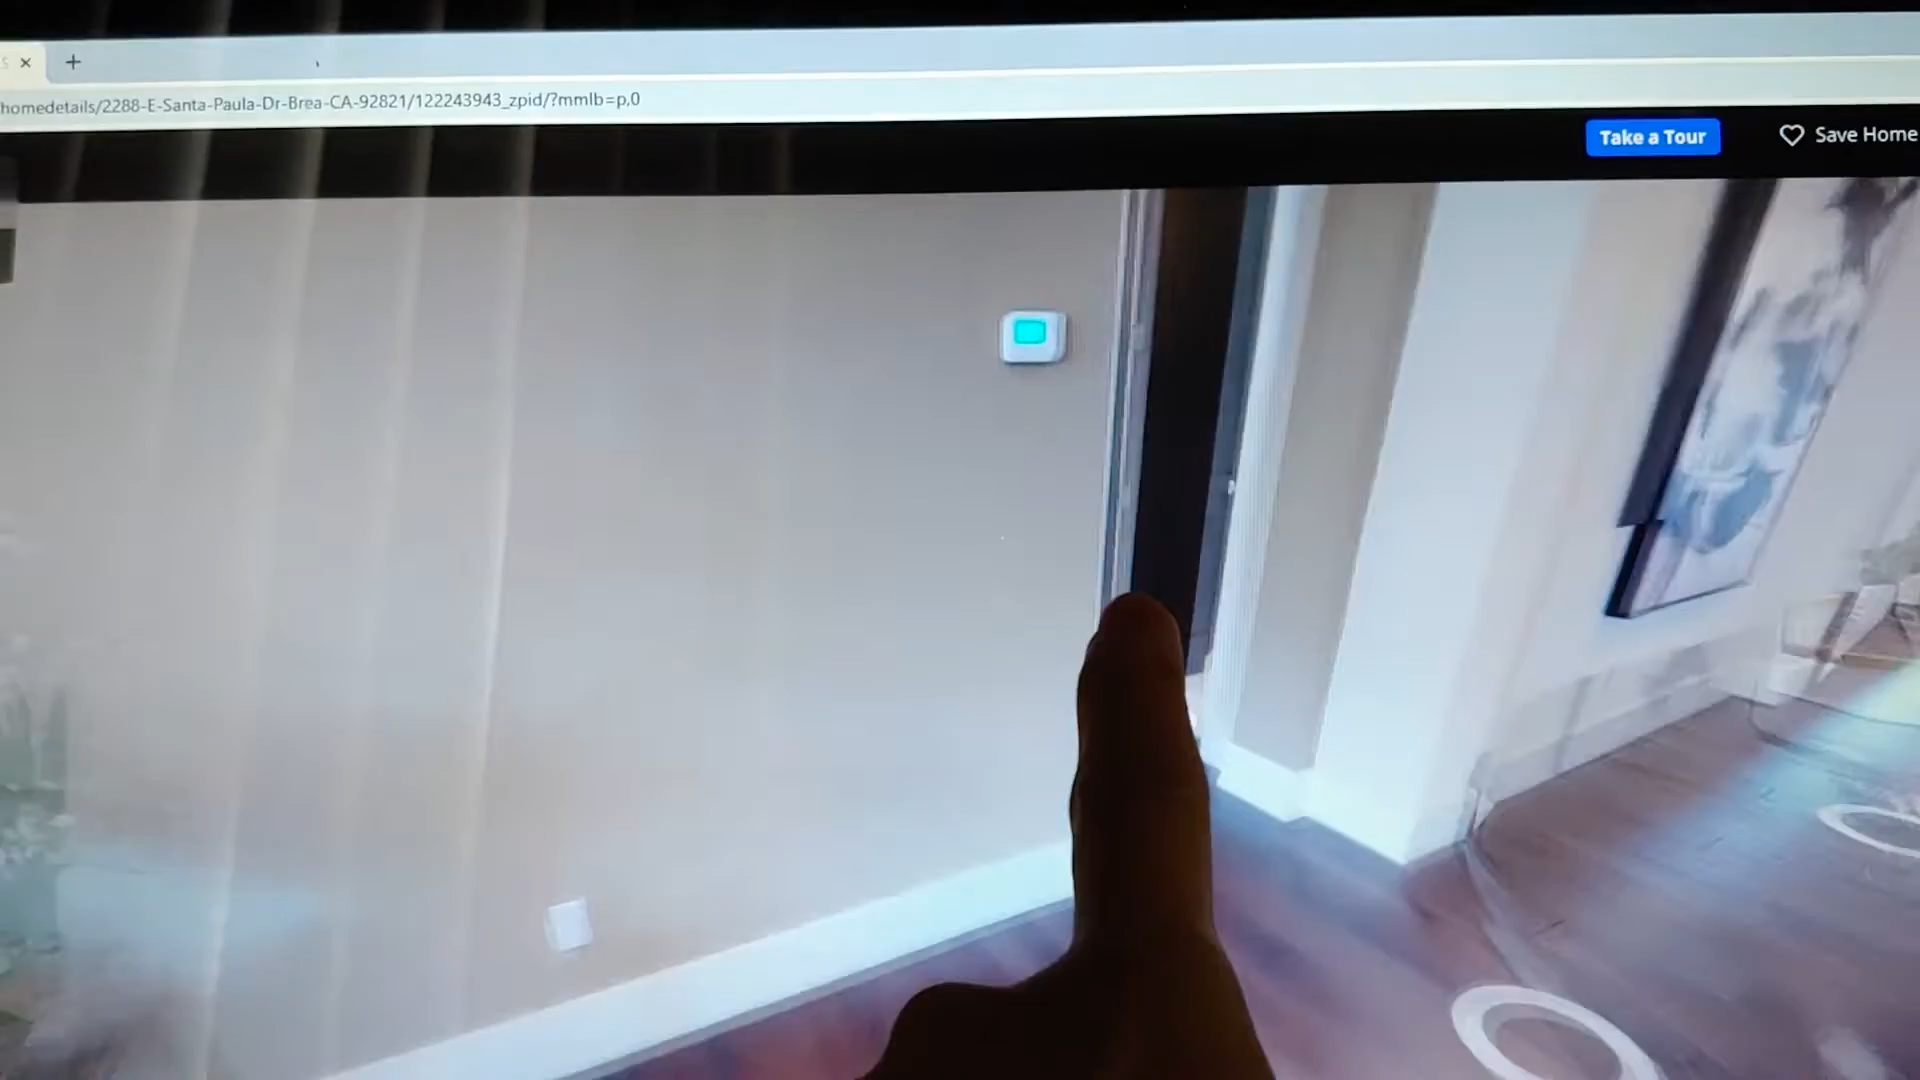 homedetails/2288-E-Santa-Paula-Dr-Brea-CA-92821/122243943_zpid/?mmlb=p,0
Take a Tour
Save Home